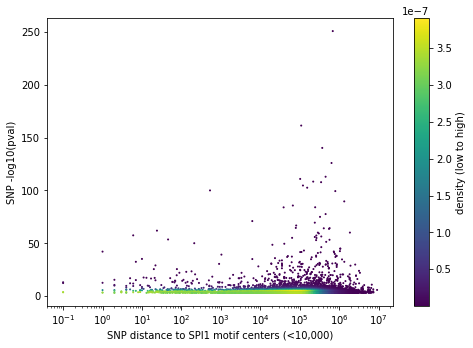 1e−7
250
200
150
100
50
0
SNP -log10(pval)
10⁻¹ 10⁰ 10¹ 10² 10³ 10⁴ 10⁵ 10⁶ 10⁷
SNP distance to SPI1 motif centers (<10,000)
3.5
3.0
2.5
2.0
1.5
1.0
0.5
density (low to high)